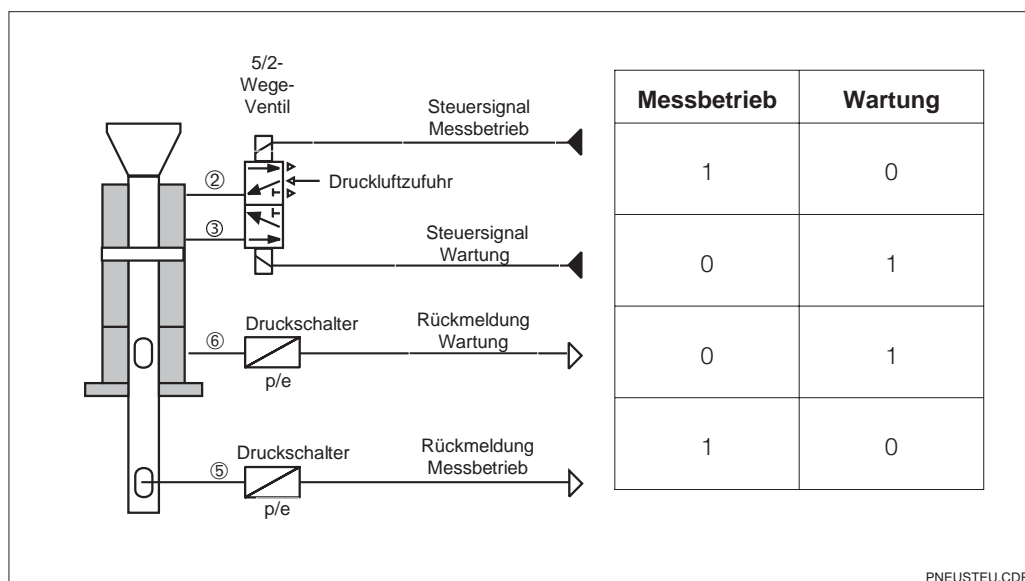 5/2-
Wege-
Ventil
Steuersignal
Messbetrieb
②
Druckluftzufuhr
③
Steuersignal
Wartung
Druckschalter
Rückmeldung
Wartung
⑥
p/e
Druckschalter
Rückmeldung
Messbetrieb
⑤
p/e
Messbetrieb Wartung
1 0
0 1
0 1
1 0
PNEUSTEU.CDR